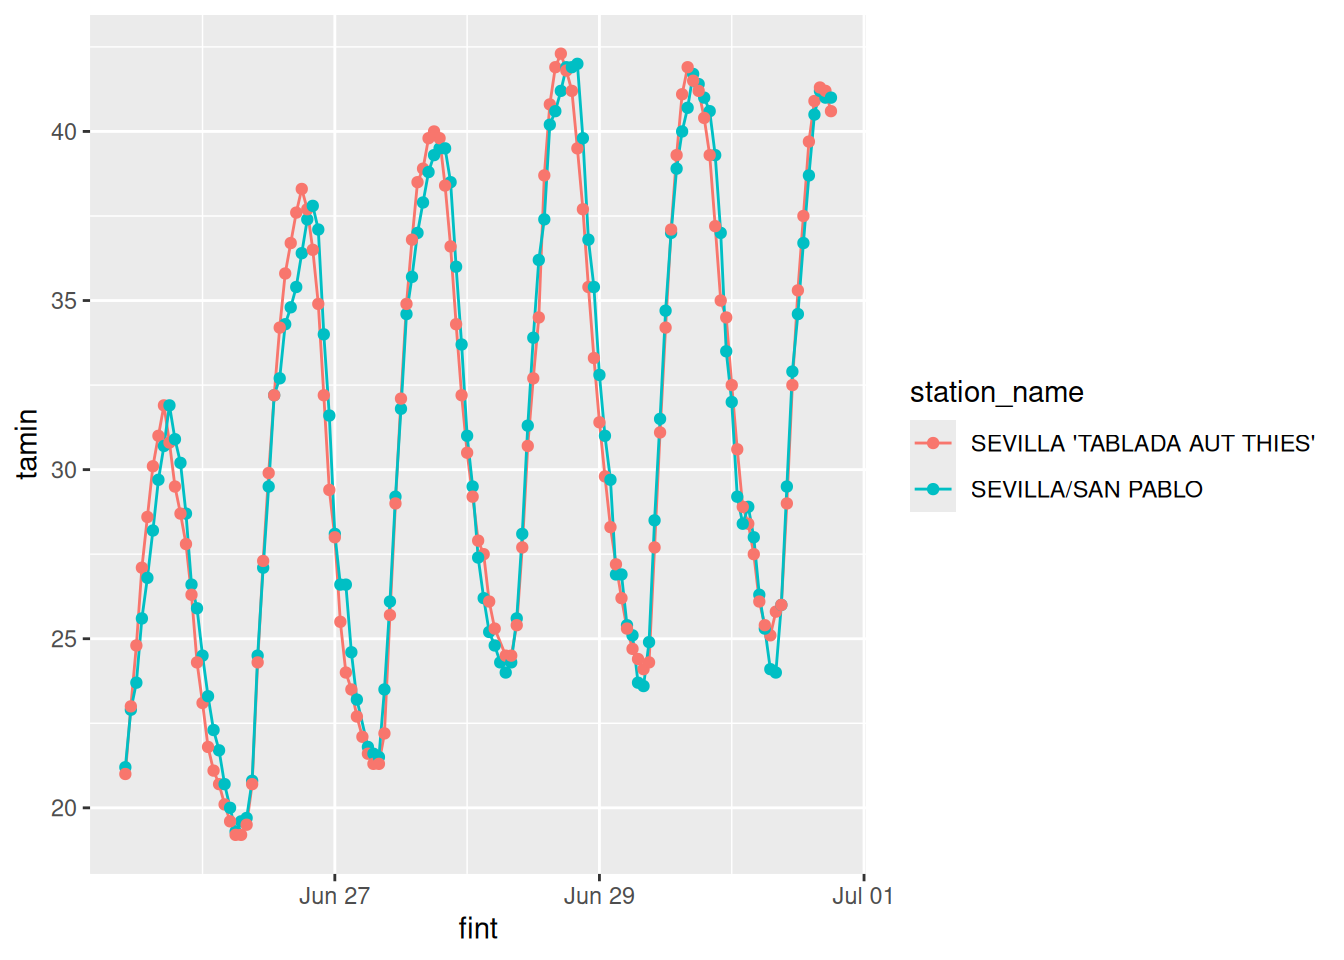 40
35
30
25
20
tamin
Jun 27
Jun 29
Jul 01
fint
station_name
SEVILLA 'TABLADA AUT THIES'
SEVILLA/SAN PABLO